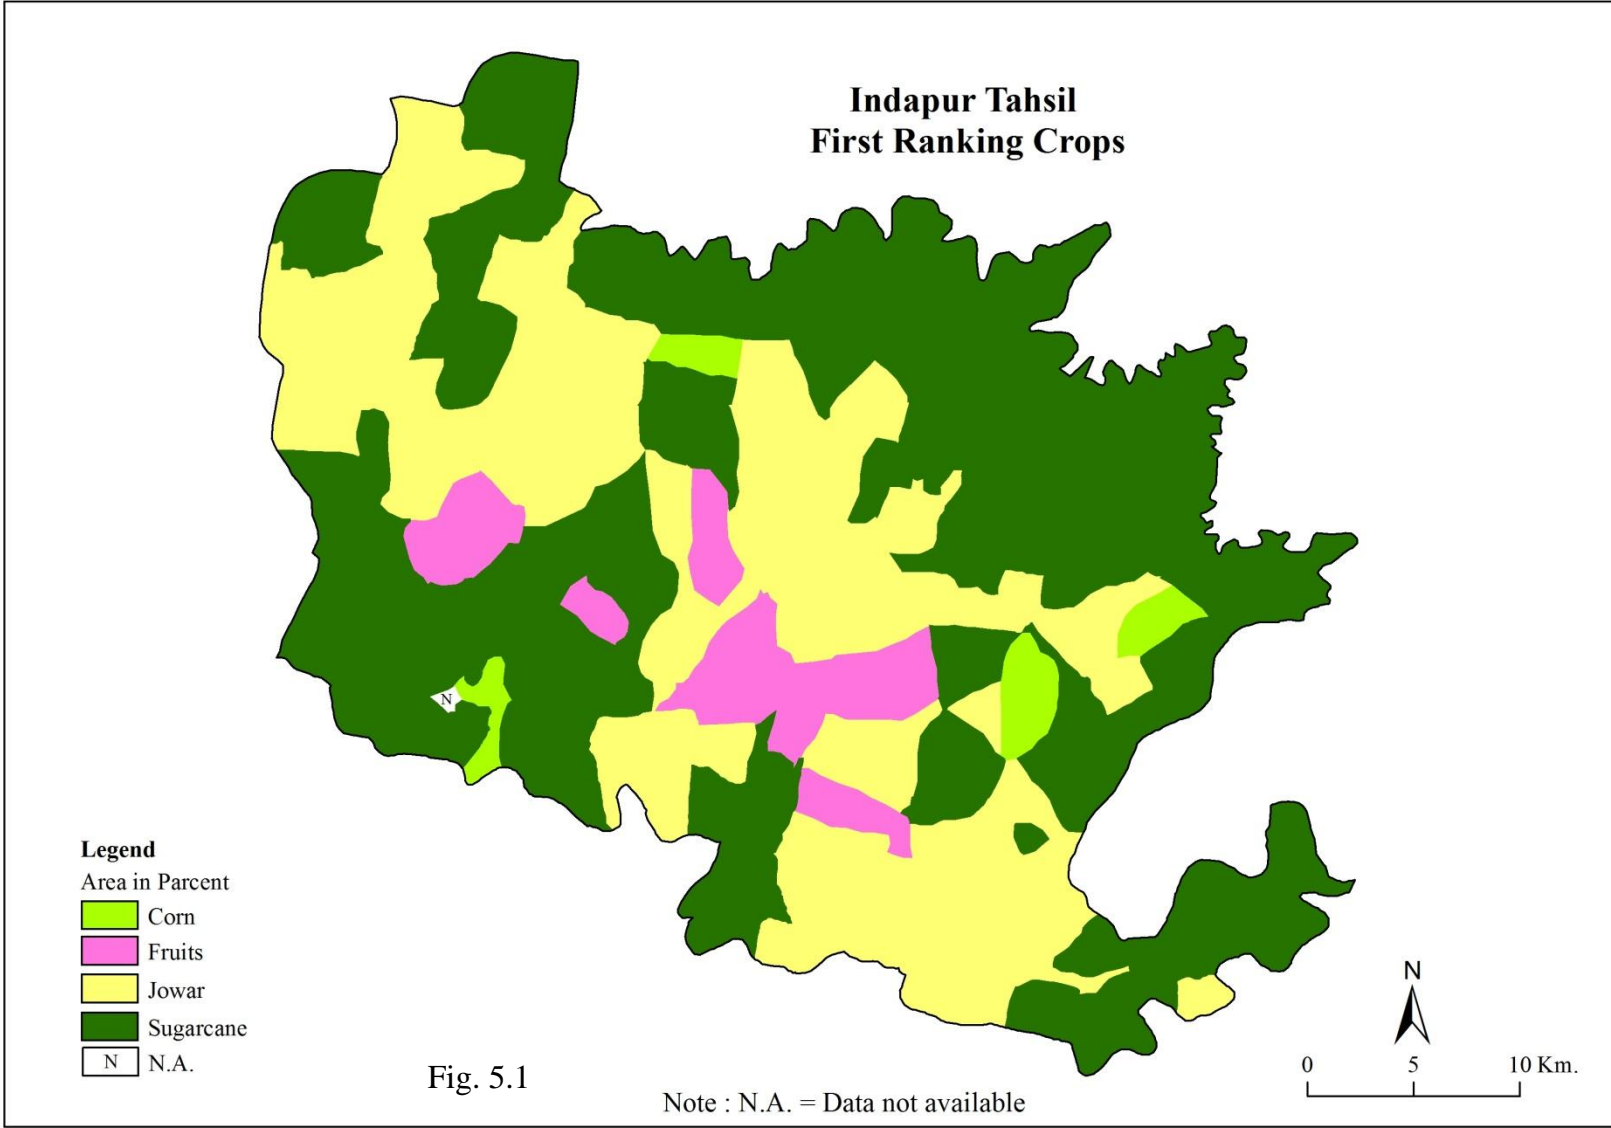 Indapur Tahsil
First Ranking Crops
N
Legend
Area in Parcent
Corn
Fruits
Jowar
Sugarcane
N N.A.
Fig. 5.1
Note : N.A. = Data not available
N
0 5 10 Km.